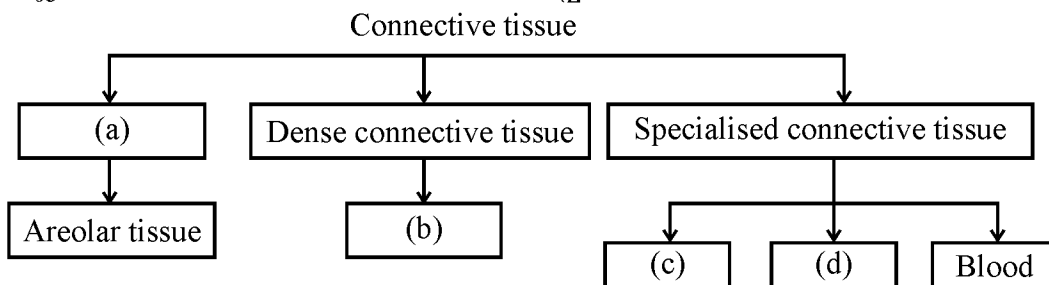 Connective tissue
(a)
Dense connective tissue
Specialised connective tissue
Areolar tissue
(b)
(c)
(d)
Blood